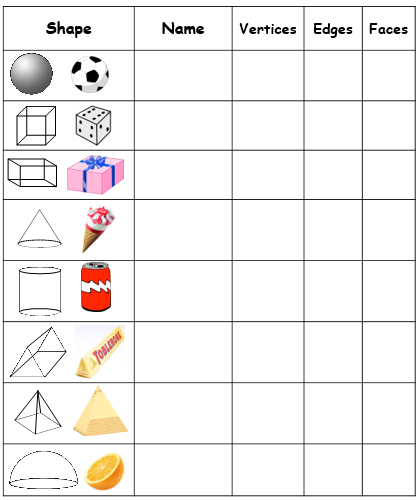 Shape Name Vertices Edges Faces
TOBLERONE